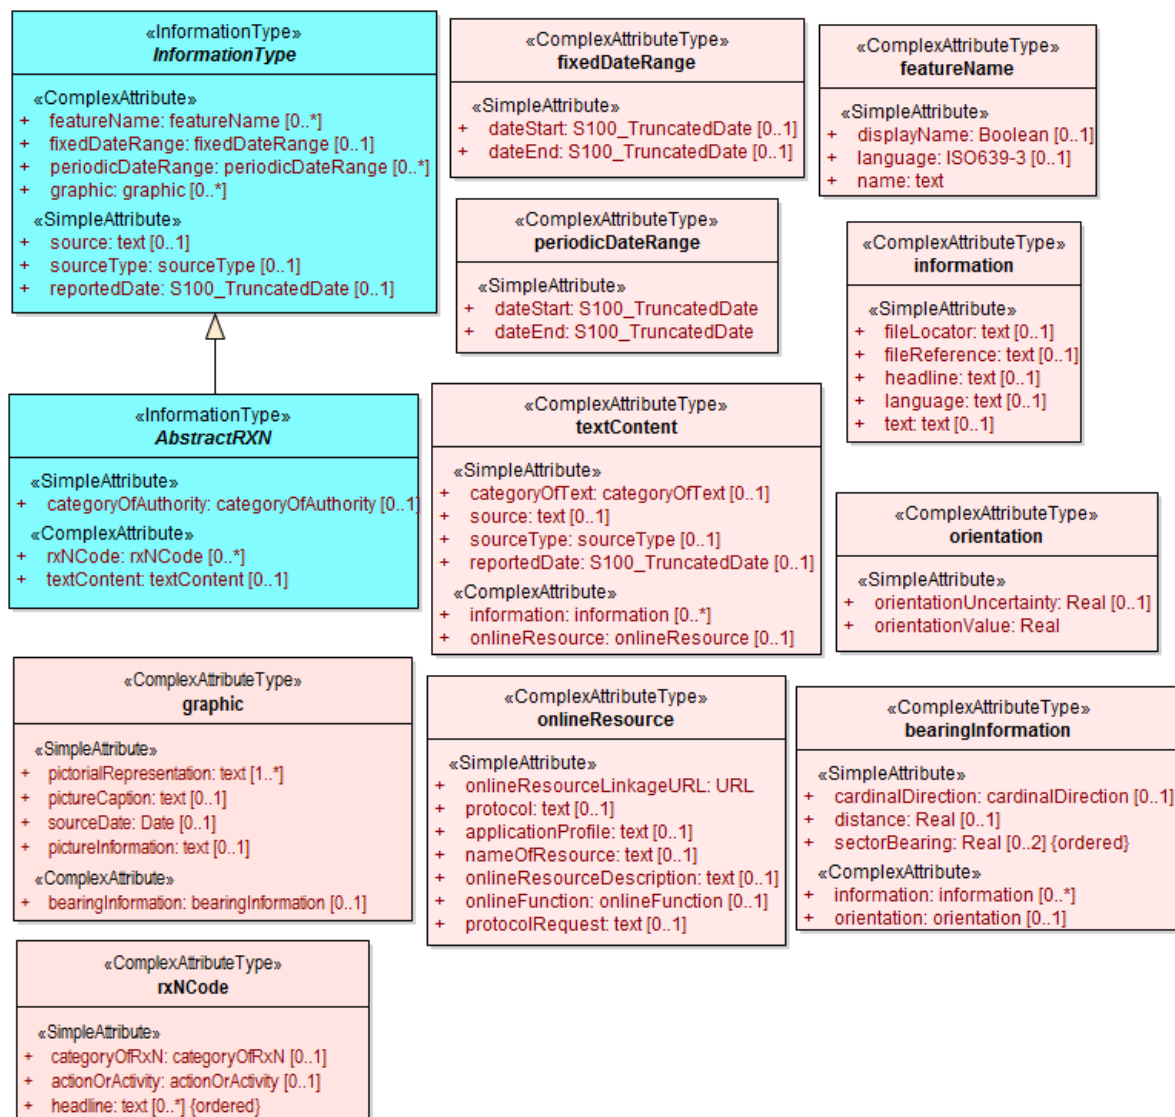 «InformationType»
InformationType
«ComplexAttribute»
+ featureName: featureName [0..*]
+ fixedDateRange: fixedDateRange [0..1]
+ periodicDateRange: periodicDateRange [0..*]
+ graphic: graphic [0..*]
«SimpleAttribute»
+ source: text [0..1]
+ sourceType: sourceType [0..1]
+ reportedDate: S100_TruncatedDate [0..1]
«ComplexAttributeType»
fixedDateRange
«SimpleAttribute»
+ dateStart: S100_TruncatedDate [0..1]
+ dateEnd: S100_TruncatedDate [0..1]
«ComplexAttributeType»
featureName
«SimpleAttribute»
+ displayName: Boolean [0..1]
+ language: ISO639-3 [0..1]
+ name: text
«ComplexAttributeType»
periodicDateRange
«SimpleAttribute»
+ dateStart: S100_TruncatedDate
+ dateEnd: S100_TruncatedDate
«ComplexAttributeType»
information
«SimpleAttribute»
+ fileLocator: text [0..1]
+ fileReference: text [0..1]
+ headline: text [0..1]
+ language: text [0..1]
+ text: text [0..1]
«InformationType»
AbstractRXN
«SimpleAttribute»
+ categoryOfAuthority: categoryOfAuthority [0..1]
«ComplexAttribute»
+ rxNCode: rxNCode [0..*]
+ textContent: textContent [0..1]
«ComplexAttributeType»
textContent
«SimpleAttribute»
+ categoryOfText: categoryOfText [0..1]
+ source: text [0..1]
+ sourceType: sourceType [0..1]
+ reportedDate: S100_TruncatedDate [0..1]
«ComplexAttribute»
+ information: information [0..*]
+ onlineResource: onlineResource [0..1]
«ComplexAttributeType»
orientation
«SimpleAttribute»
+ orientationUncertainty: Real [0..1]
+ orientationValue: Real
«ComplexAttributeType»
graphic
«SimpleAttribute»
+ pictorialRepresentation: text [1..*]
+ pictureCaption: text [0..1]
+ sourceDate: Date [0..1]
+ pictureInformation: text [0..1]
«ComplexAttribute»
+ bearingInformation: bearingInformation [0..1]
«ComplexAttributeType»
onlineResource
«SimpleAttribute»
+ onlineResourceLinkageURL: URL
+ protocol: text [0..1]
+ applicationProfile: text [0..1]
+ nameOfResource: text [0..1]
+ onlineResourceDescription: text [0..1]
+ onlineFunction: onlineFunction [0..1]
+ protocolRequest: text [0..1]
«ComplexAttributeType»
bearingInformation
«SimpleAttribute»
+ cardinalDirection: cardinalDirection [0..1]
+ distance: Real [0..1]
+ sectorBearing: Real [0..2] {ordered}
«ComplexAttribute»
+ information: information [0..*]
+ orientation: orientation [0..1]
«ComplexAttributeType»
rxNCode
«SimpleAttribute»
+ categoryOfRxN: categoryOfRxN [0..1]
+ actionOrActivity: actionOrActivity [0..1]
+ headline: text [0..*] {ordered}